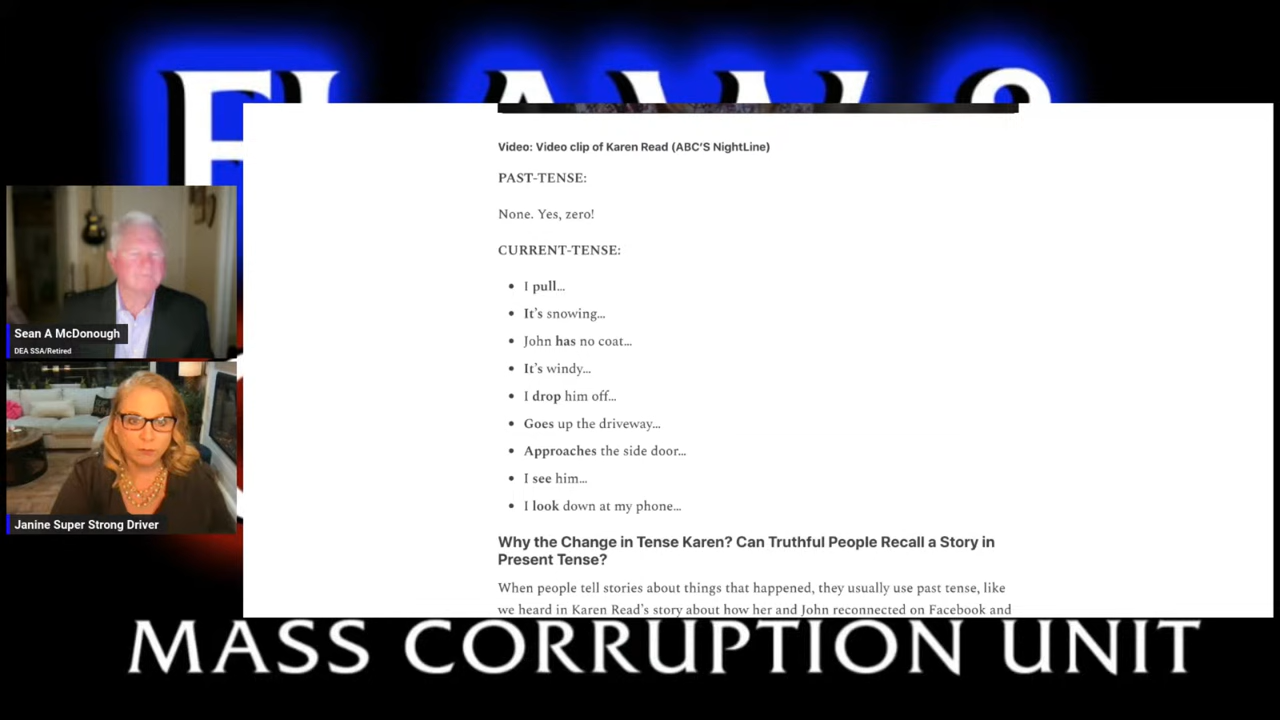 Video: Video clip of Karen Read (ABC'S NightLine)
PAST-TENSE:
None. Yes, zero!
CURRENT-TENSE:
• I pull…
• It's snowing…
• John has no coat…
• It's windy…
• I drop him off…
• Goes up the driveway…
• Approaches the side door…
• I see him…
• I look down at my phone…
Why the Change in Tense Karen? Can Truthful People Recall a Story in
Present Tense?
When people tell stories about things that happened, they usually use past tense, like
we heard in Karen Read's story about how her and John reconnected on Facebook and
Sean A McDonough
DEA SSA/Retired
Janine Super Strong Driver
MASS CORRUPTION UNIT